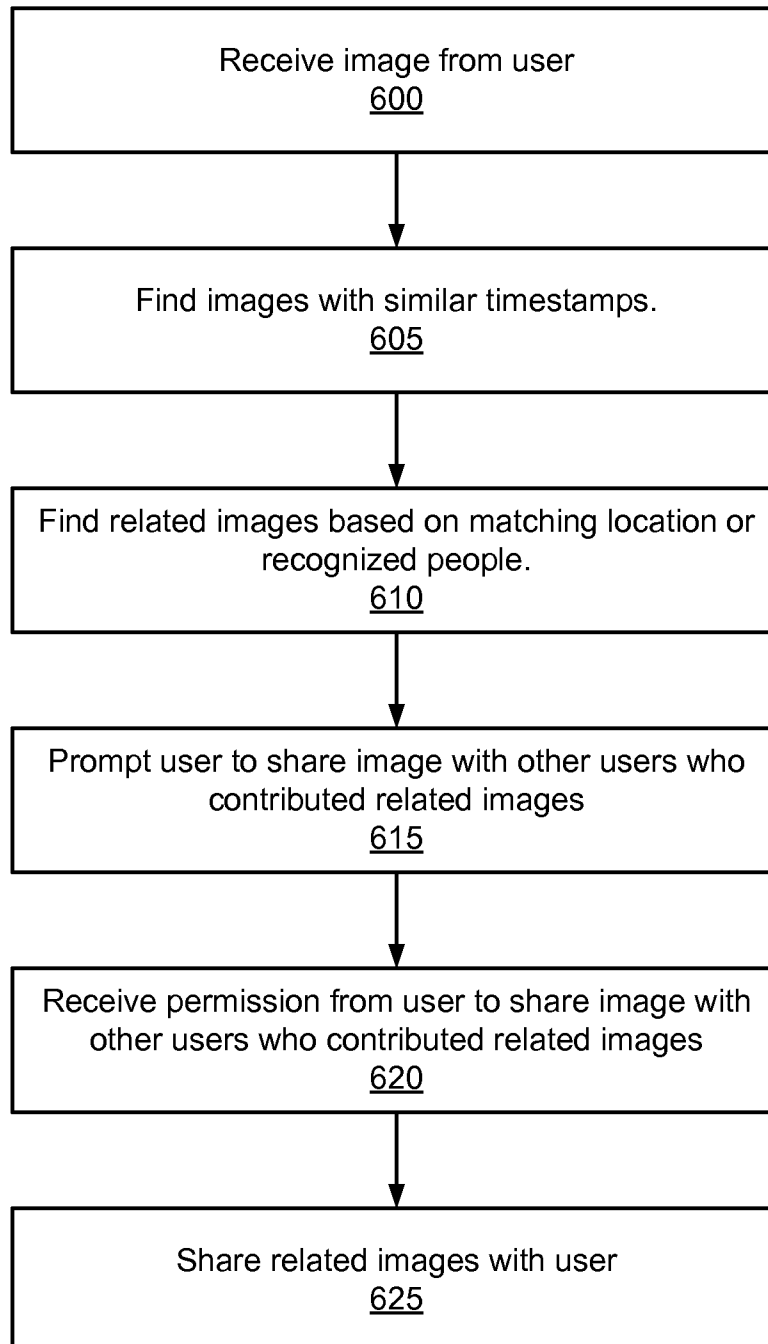 Receive image from user
600
Find images with similar timestamps.
605
Find related images based on matching location or
recognized people.
610
Prompt user to share image with other users who
contributed related images
615
Receive permission from user to share image with
other users who contributed related images
620
Share related images with user
625